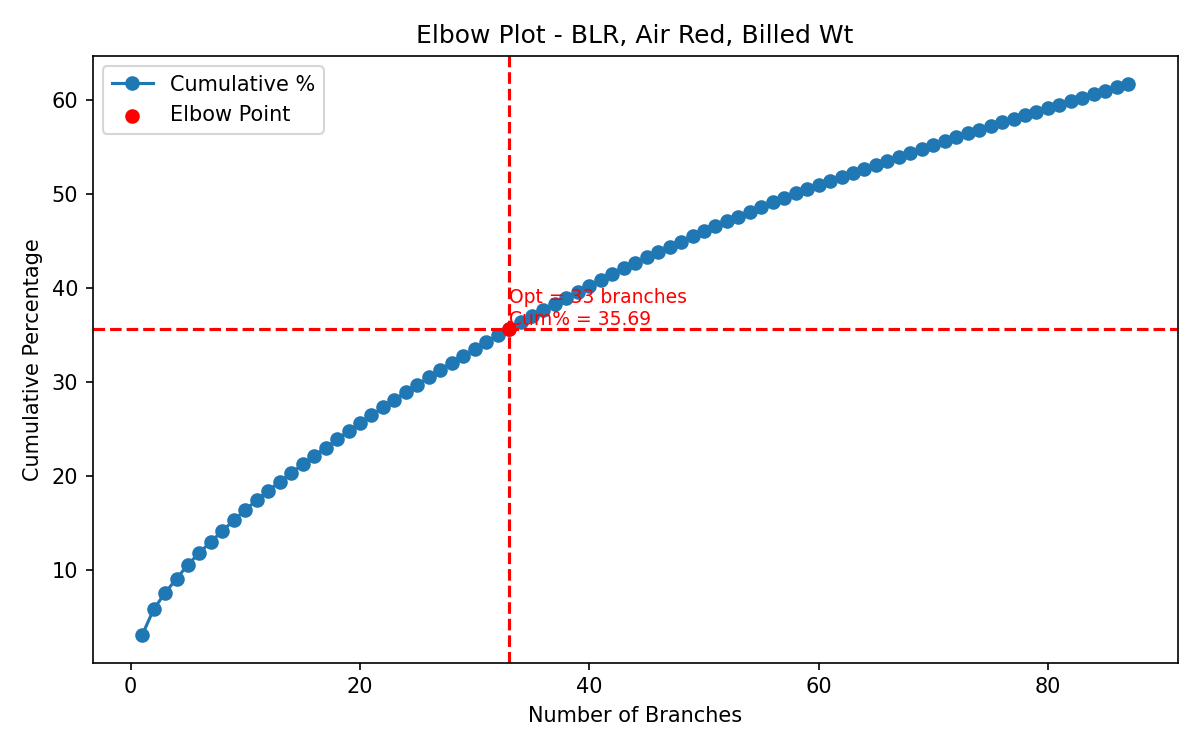 Elbow Plot - BLR, Air Red, Billed Wt
Cumulative %
Elbow Point
60
50
40
30
20
10
Cumulative Percentage
Opt = 33 branches
Cum% = 35.69
0
20
40
60
80
Number of Branches